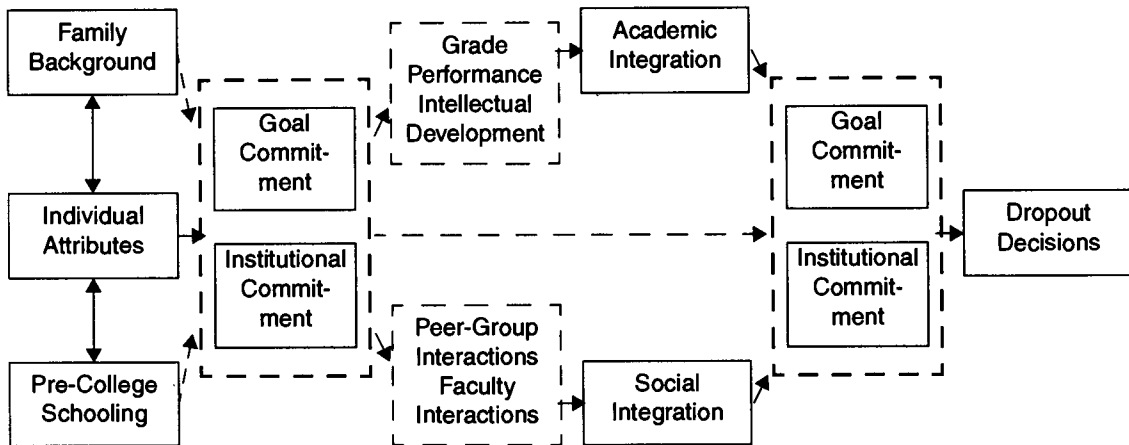 Family
Background
Individual
Attributes
Pre-College
Schooling
Goal
Commit-
ment
Institutional
Commit-
ment
Grade
Performance
Intellectual
Development
Peer-Group
Interactions
Faculty
Interactions
Academic
Integration
Social
Integration
Goal
Commit-
ment
Institutional
Commit-
ment
Dropout
Decisions